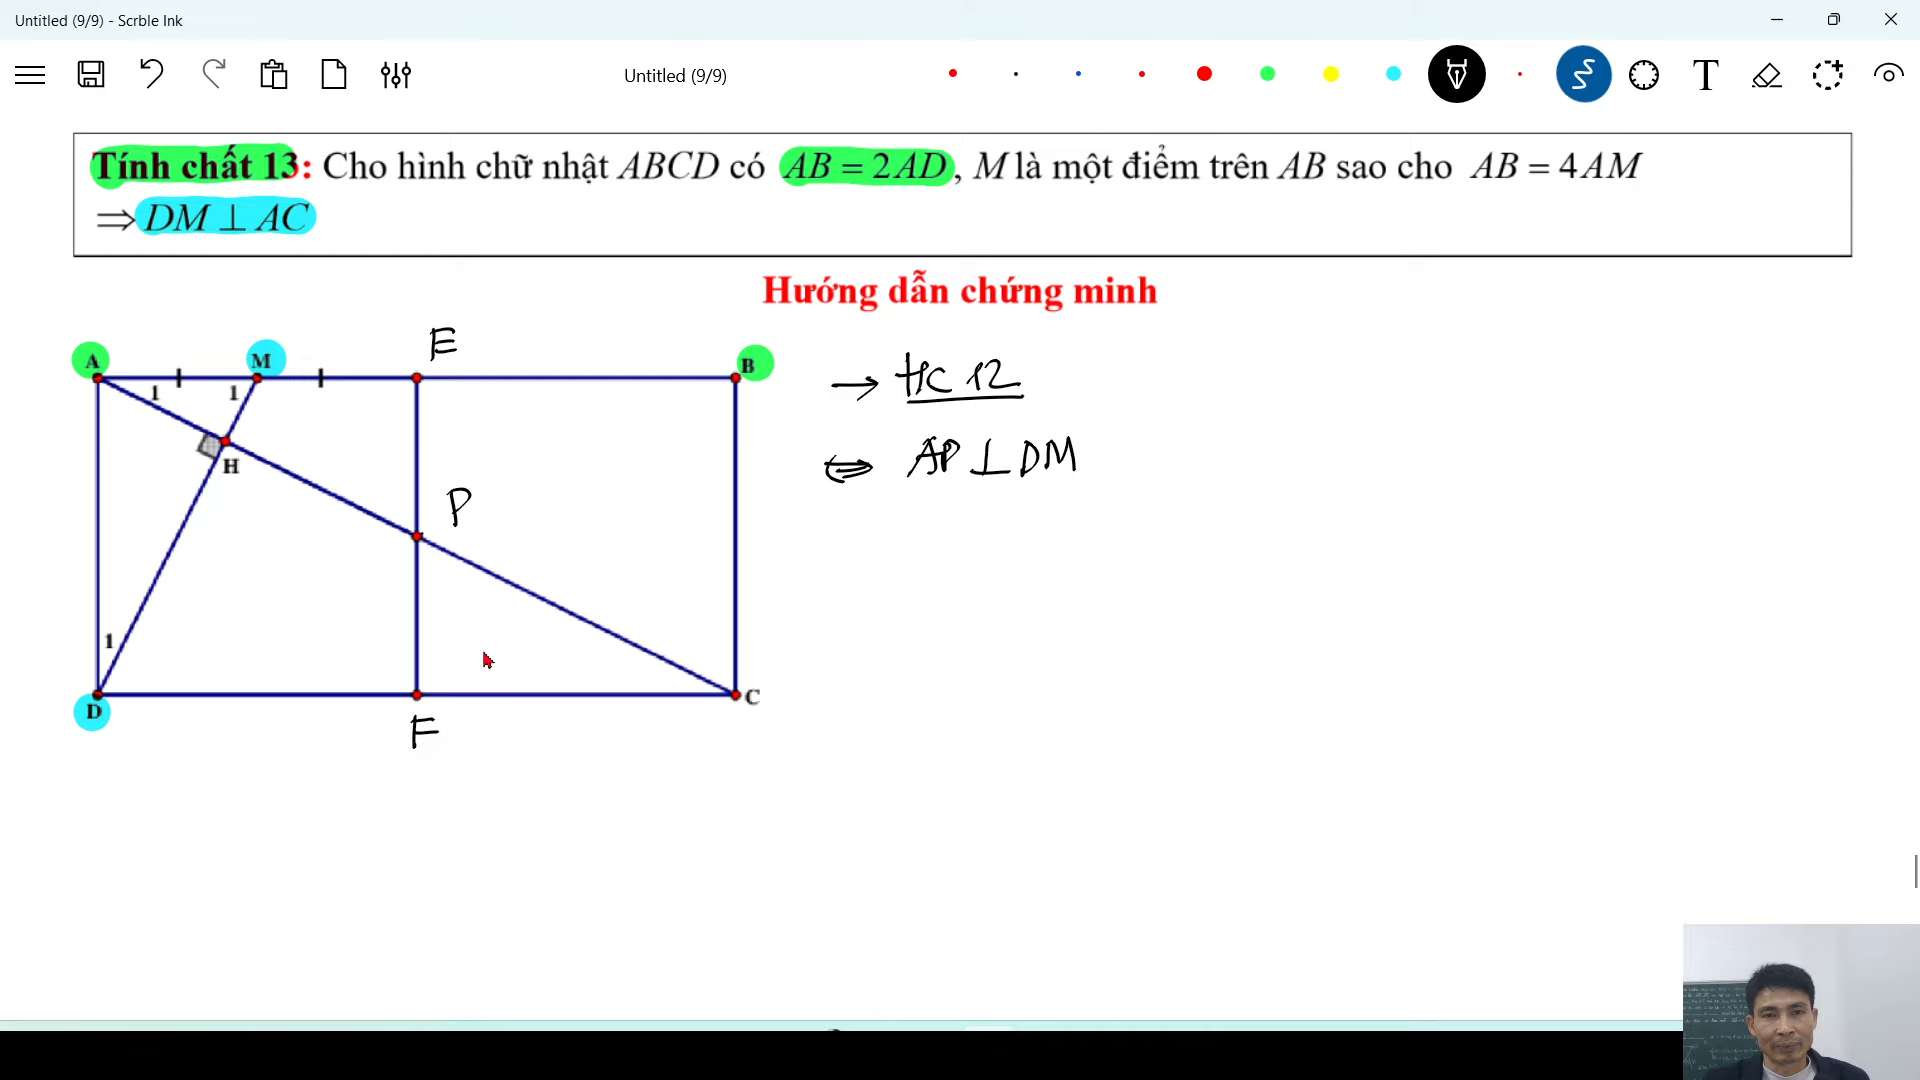 Untitled (9/9) - Scrble Ink
Untitled (9/9)
T
Tính chất 13: Cho hình chữ nhật ABCD có AB = 2AD, M là một điểm trên AB sao cho AB = 4AM
⇒ DM ⊥ AC
Hướng dẫn chứng minh
A M E B
1 1
H
P
1
D F C
→ HC 12
⇔ AP ⊥ DM